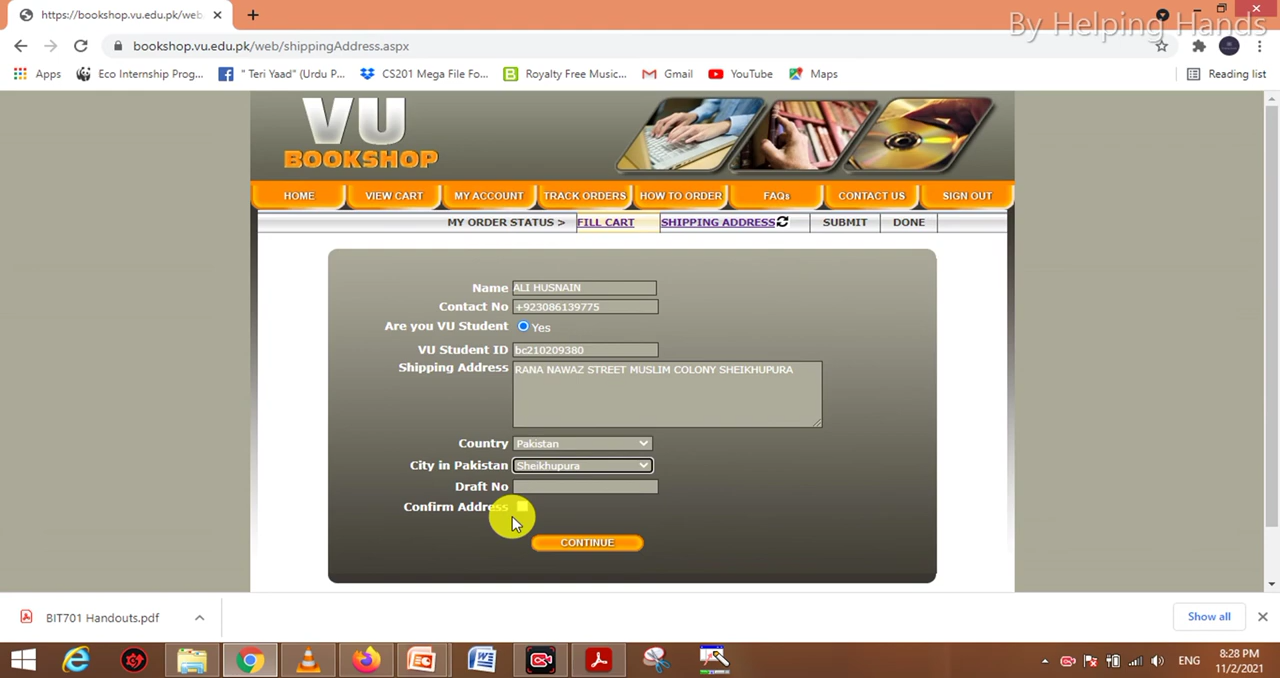 https://bookshop.vu.edu.pk/web
By Helping Hands
bookshop.vu.edu.pk/web/shippingAddress.aspx
Apps
Eco Internship Prog...
" Teri Yaad" (Urdu P...
CS201 Mega File Fo...
Royalty Free Music...
Gmail
YouTube
Maps
Reading list
VU
BOOKSHOP
HOME
VIEW CART
MY ACCOUNT
TRACK ORDERS
HOW TO ORDER
FAQs
CONTACT US
SIGN OUT
MY ORDER STATUS >
FILL CART
SHIPPING ADDRESS
SUBMIT
DONE
Name ALI HUSNAIN
Contact No +923086139775
Are you VU Student Yes
VU Student ID bc210209380
Shipping Address RANA NAWAZ STREET MUSLIM COLONY SHEIKHUPURA
Country Pakistan
City in Pakistan Sheikhupura
Draft No
Confirm Address
CONTINUE
BIT701 Handouts.pdf
Show all
ENG
8:28 PM
11/2/2021